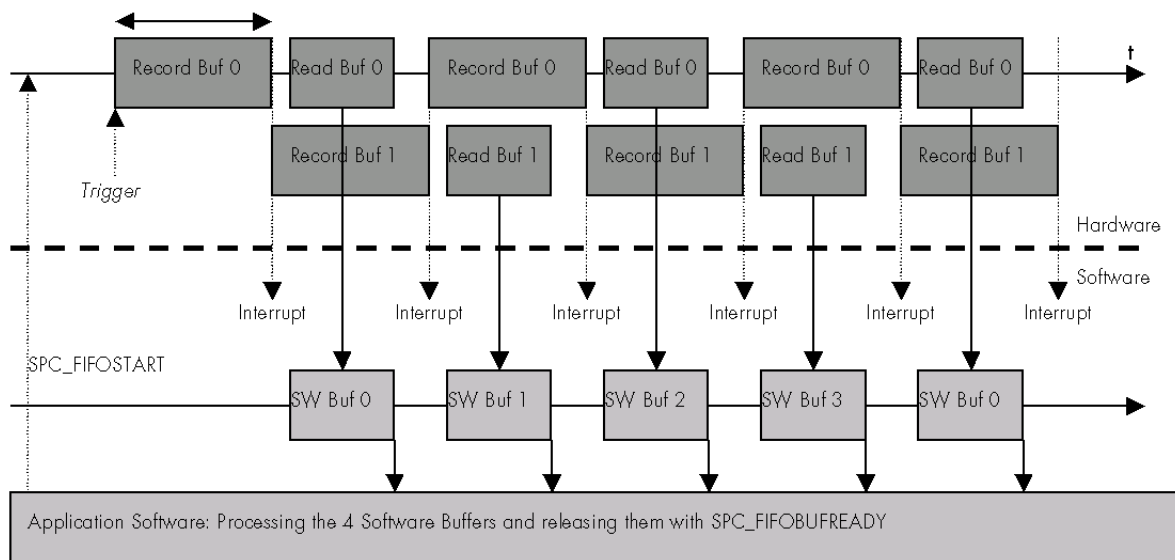 Record Buf 0
Read Buf 0
Record Buf 0
Read Buf 0
Record Buf 0
Read Buf 0
t
Record Buf 1
Read Buf 1
Record Buf 1
Read Buf 1
Record Buf 1
Trigger
Hardware
Software
Interrupt
Interrupt
Interrupt
Interrupt
Interrupt
Interrupt
SPC_FIFOSTART
SW Buf 0
SW Buf 1
SW Buf 2
SW Buf 3
SW Buf 0
Application Software: Processing the 4 Software Buffers and releasing them with SPC_FIFOBUFREADY